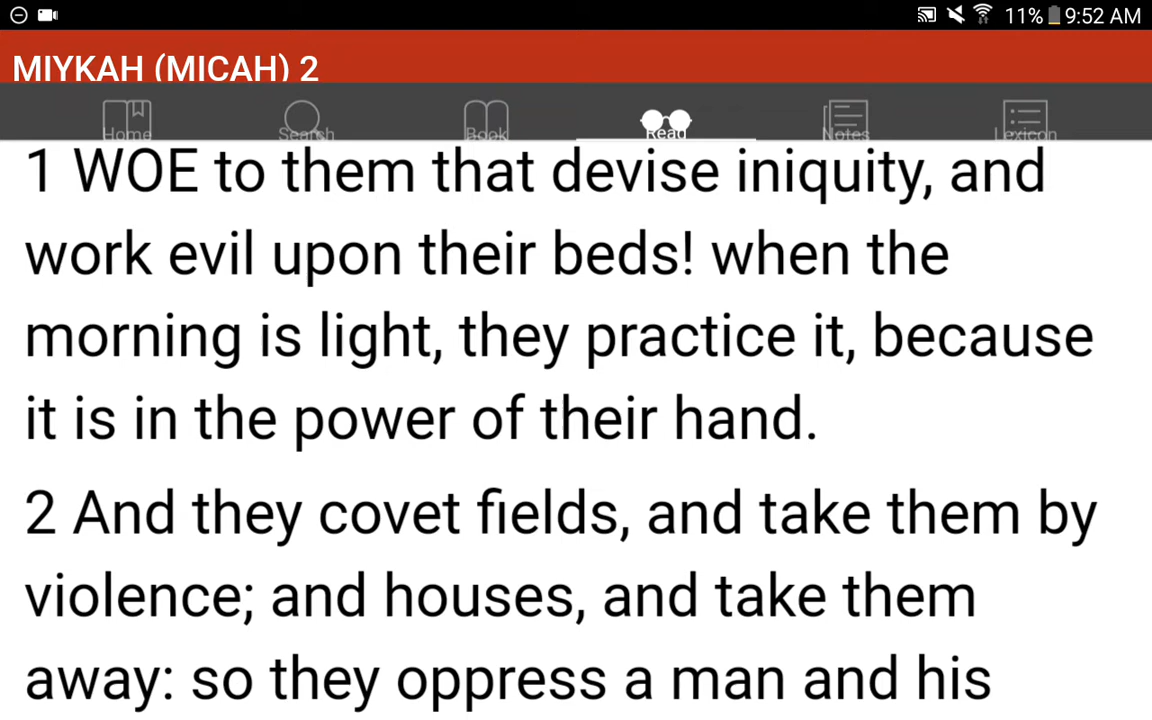 11% 9:52 AM
MIYKAH (MICAH) 2
Home Search Book Read Notes Lexicon
1 WOE to them that devise iniquity, and
work evil upon their beds! when the
morning is light, they practice it, because
it is in the power of their hand.
2 And they covet fields, and take them by
violence; and houses, and take them
away: so they oppress a man and his